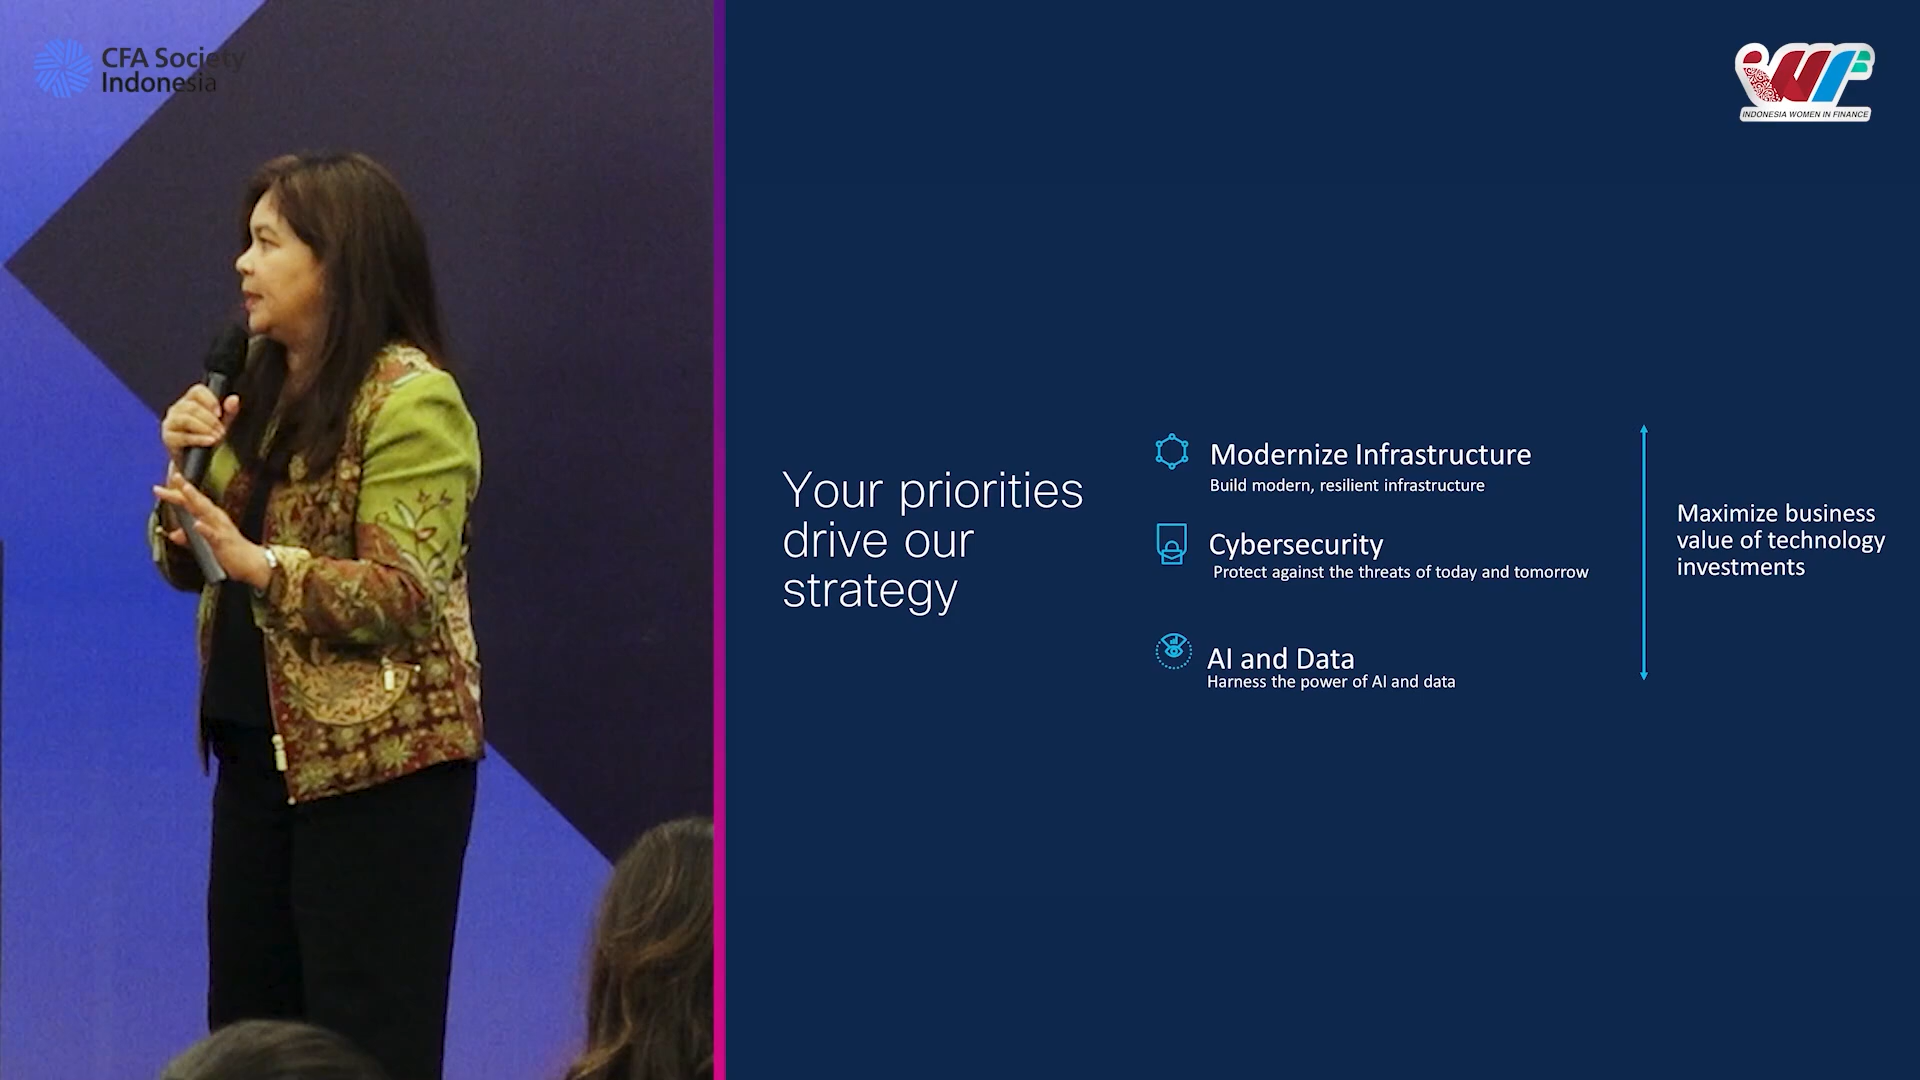 CFA Society
Indonesia
INDONESIA WOMEN IN FINANCE
Your priorities
drive our
strategy
Modernize Infrastructure
Build modern, resilient infrastructure
Cybersecurity
Protect against the threats of today and tomorrow
AI and Data
Harness the power of AI and data
Maximize business
value of technology
investments